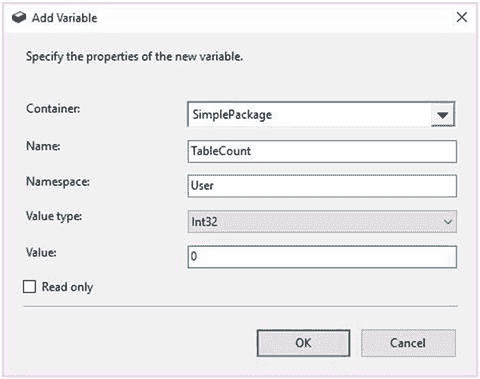 Add Variable
Specify the properties of the new variable.
Container: SimplePackage
Name: TableCount
Namespace: User
Value type: Int32
Value: 0
Read only
OK Cancel